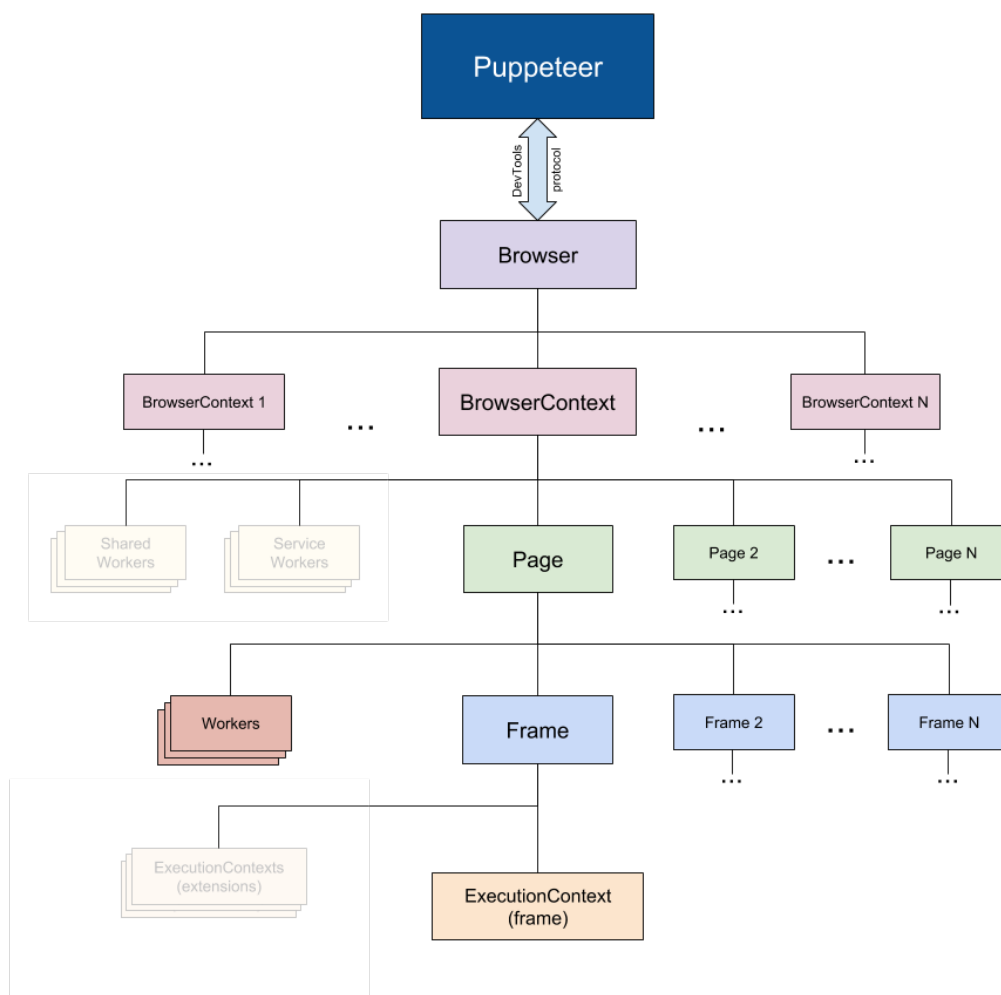 Puppeteer
DevTools
protocol
Browser
BrowserContext 1
...
BrowserContext
...
BrowserContext N
...
...
Shared
Workers
Service
Workers
Page
Page 2
...
Page N
...
...
Workers
Frame
Frame 2
...
Frame N
...
...
ExecutionContexts
(extensions)
ExecutionContext
(frame)